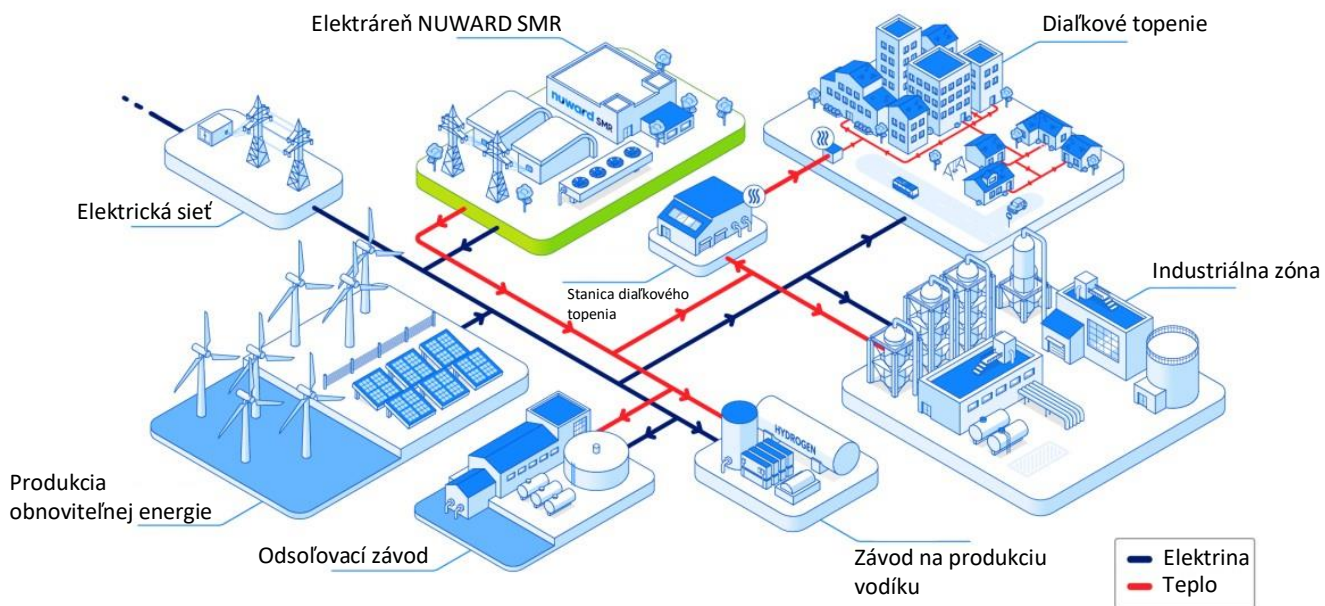 Elektráreň NUWARD SMR
Diaľkové topenie
nuward SMR
Elektrická sieť
Stanica diaľkového
topenia
Industriálna zóna
HYDROGEN
Produkcia
obnoviteľnej energie
Odsoľovací závod
Závod na produkciu
vodíku
Elektrina
Teplo